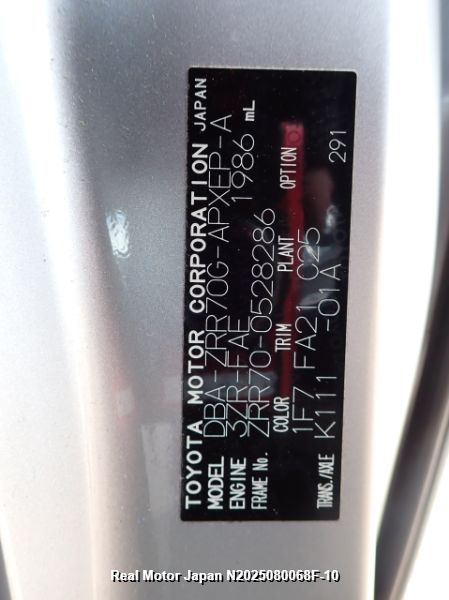 TOYOTA MOTOR CORPORATION JAPAN
MODEL DBA-ZRR70G-APXEP-A
ENGINE 3ZR-FAE 1986 mL
FRAME No. ZRR70-0528286
COLOR TRIM PLANT OPTION
1F7 FA21 C25 291
TRANS./AXLE K111 -01A
Real Motor Japan N2025080068F-10